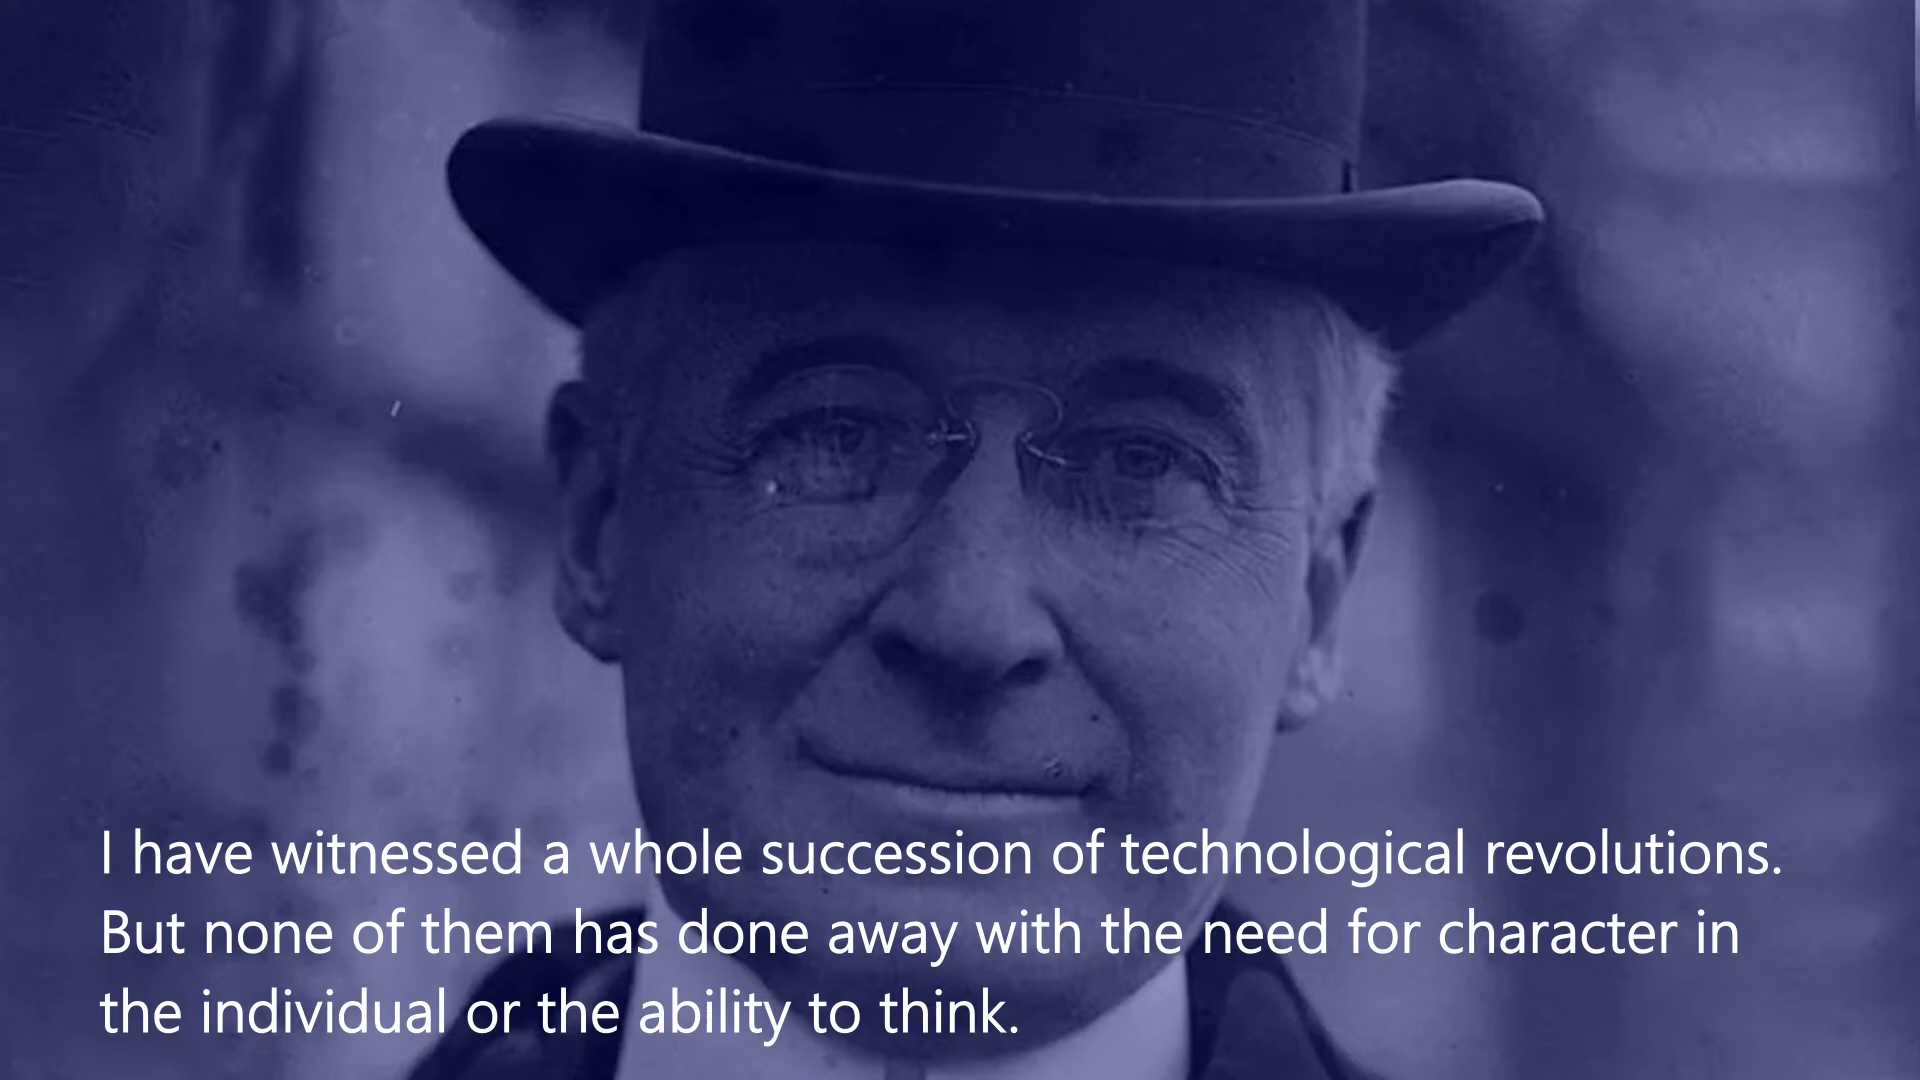 I have witnessed a whole succession of technological revolutions.
But none of them has done away with the need for character in
the individual or the ability to think.